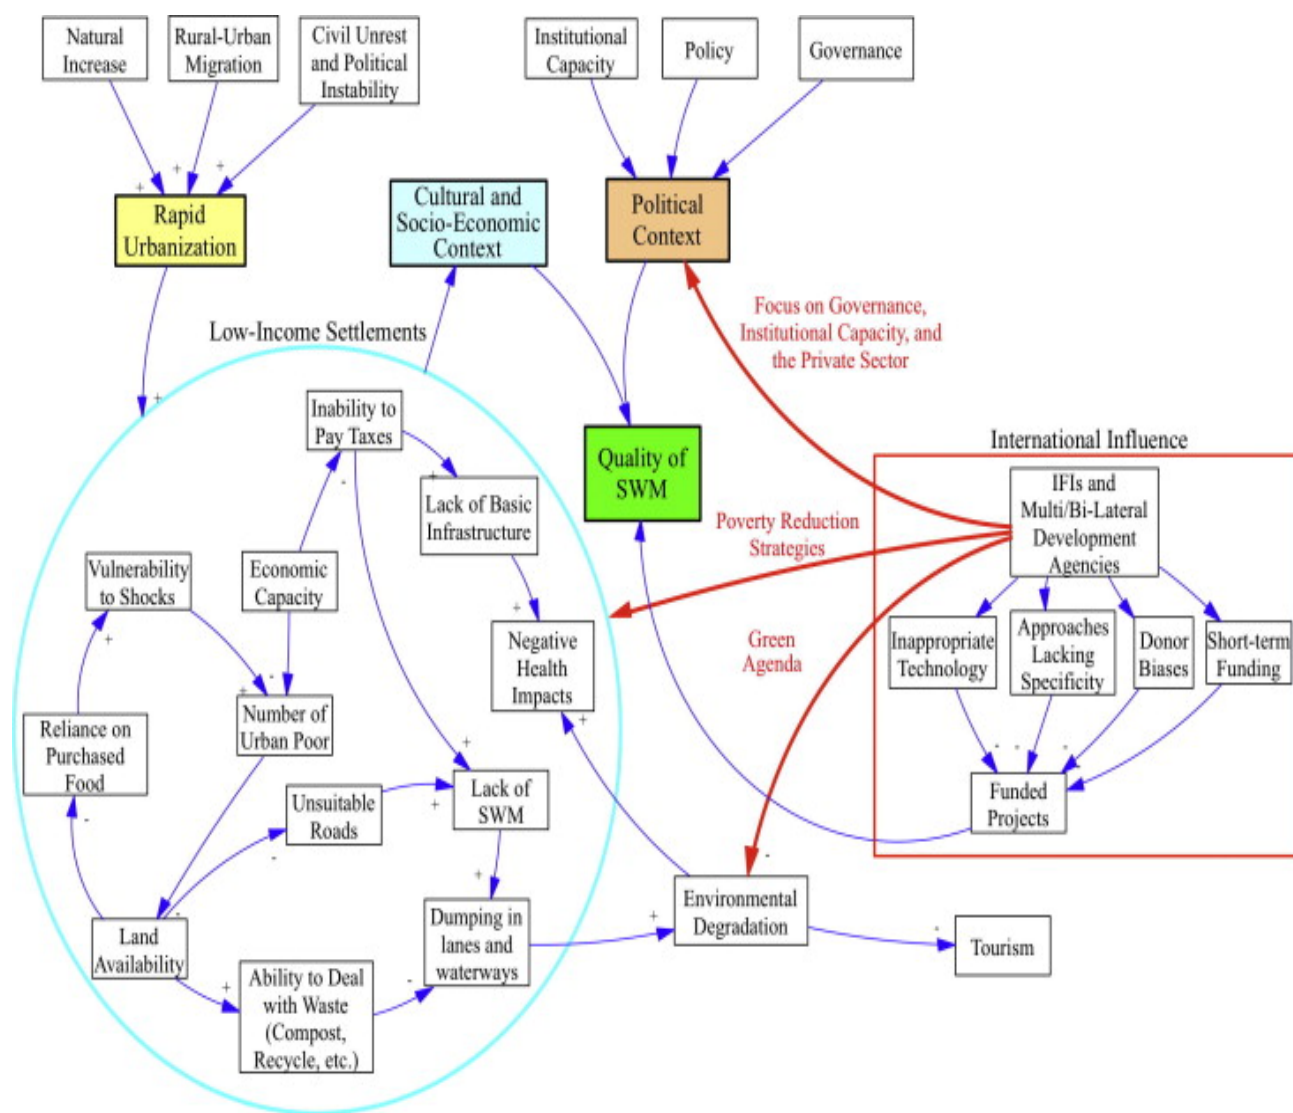 Natural
Increase
Rural-Urban
Migration
Civil Unrest
and Political
Instability
Institutional
Capacity
Policy
Governance
+
+
+
Rapid
Urbanization
Cultural and
Socio-Economic
Context
Political
Context
Focus on Governance,
Institutional Capacity, and
the Private Sector
Low-Income Settlements
+
Inability to
Pay Taxes
-
+
Lack of Basic
Infrastructure
Quality of
SWM
International Influence
IFIs and
Multi/Bi-Lateral
Development
Agencies
Poverty Reduction
Strategies
Vulnerability
to Shocks
Economic
Capacity
+
+
Negative
Health
Impacts
Green
Agenda
Inappropriate
Technology
Approaches
Lacking
Specificity
Donor
Biases
Short-term
Funding
-
+
Number of
Urban Poor
+
Reliance on
Purchased
Food
+
-
-
-
-
Lack of
SWM
Funded
Projects
Unsuitable
Roads
+
-
-
+
-
-
Land
Availability
Dumping in
lanes and
waterways
+
Environmental
Degradation
-
Tourism
+
Ability to Deal
with Waste
(Compost,
Recycle, etc.)
-